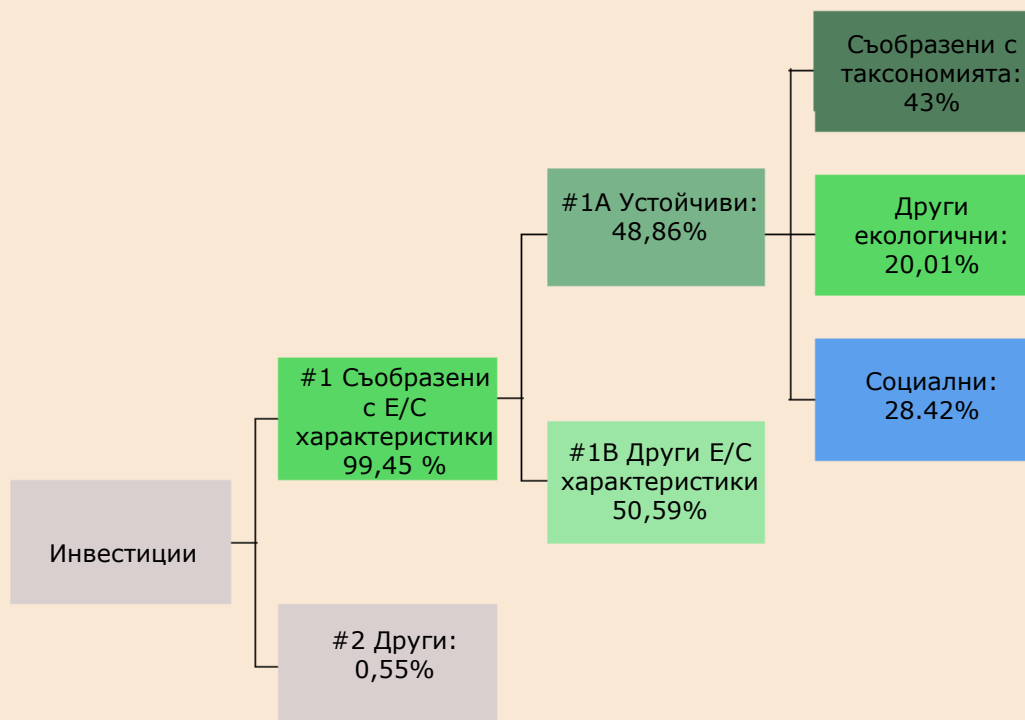 Съобразени с
таксономията:
43%
#1А Устойчиви:
48,86%
Други
екологични:
20,01%
#1 Съобразени
с Е/С
характеристики
99,45 %
Социални:
28.42%
#1В Други Е/С
характеристики
50,59%
Инвестиции
#2 Други:
0,55%